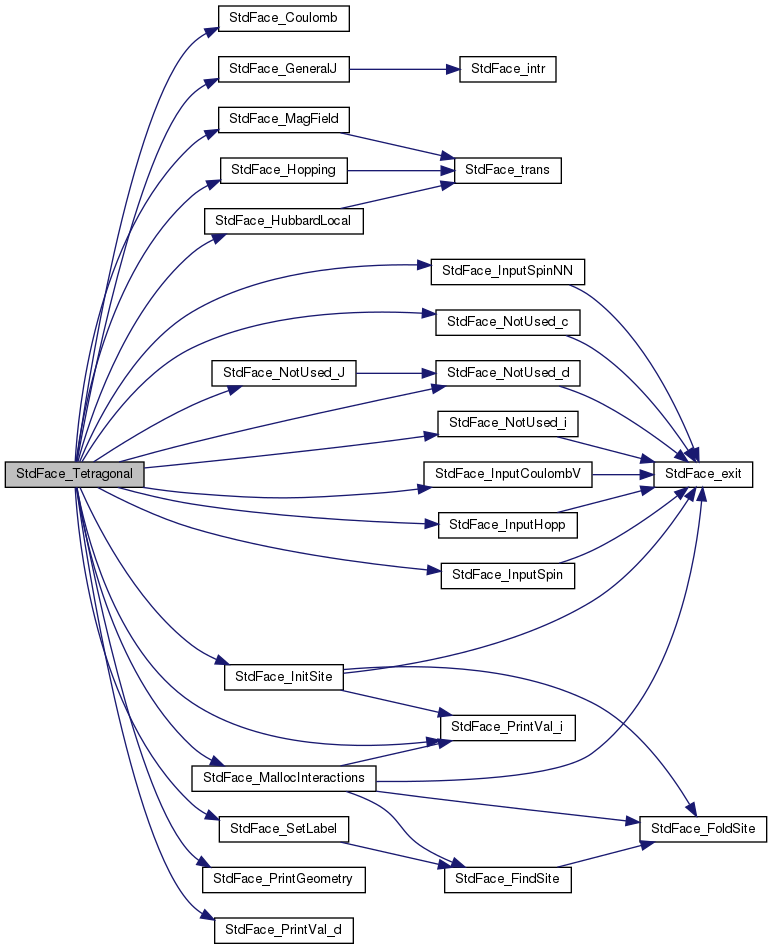 StdFace_Coulomb
StdFace_GeneralJ
StdFace_intr
StdFace_MagField
StdFace_Hopping
StdFace_trans
StdFace_HubbardLocal
StdFace_InputSpinNN
StdFace_NotUsed_c
StdFace_NotUsed_J
StdFace_NotUsed_d
StdFace_NotUsed_i
StdFace_Tetragonal
StdFace_InputCoulombV
StdFace_exit
StdFace_InputHopp
StdFace_InputSpin
StdFace_InitSite
StdFace_PrintVal_i
StdFace_MallocInteractions
StdFace_SetLabel
StdFace_FoldSite
StdFace_PrintGeometry
StdFace_FindSite
StdFace_PrintVal_d